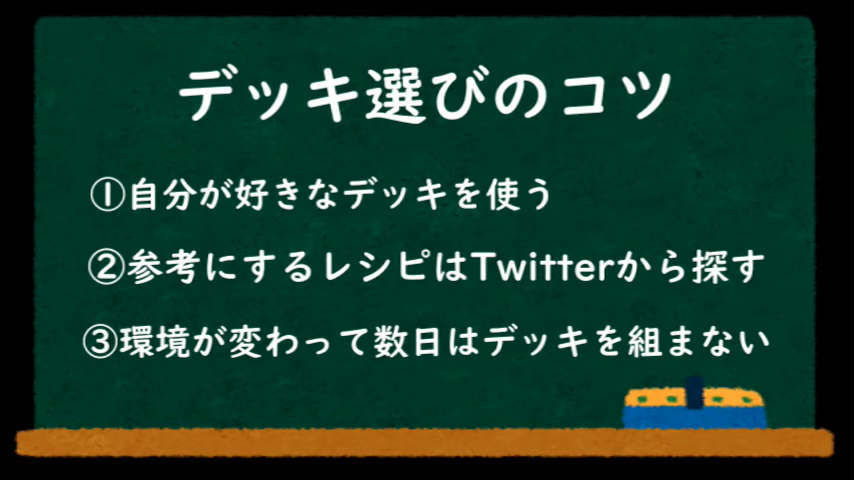 デッキ選びのコツ
①自分が好きなデッキを使う
②参考にするレシピはTwitterから探す
③環境が変わって数日はデッキを組まない